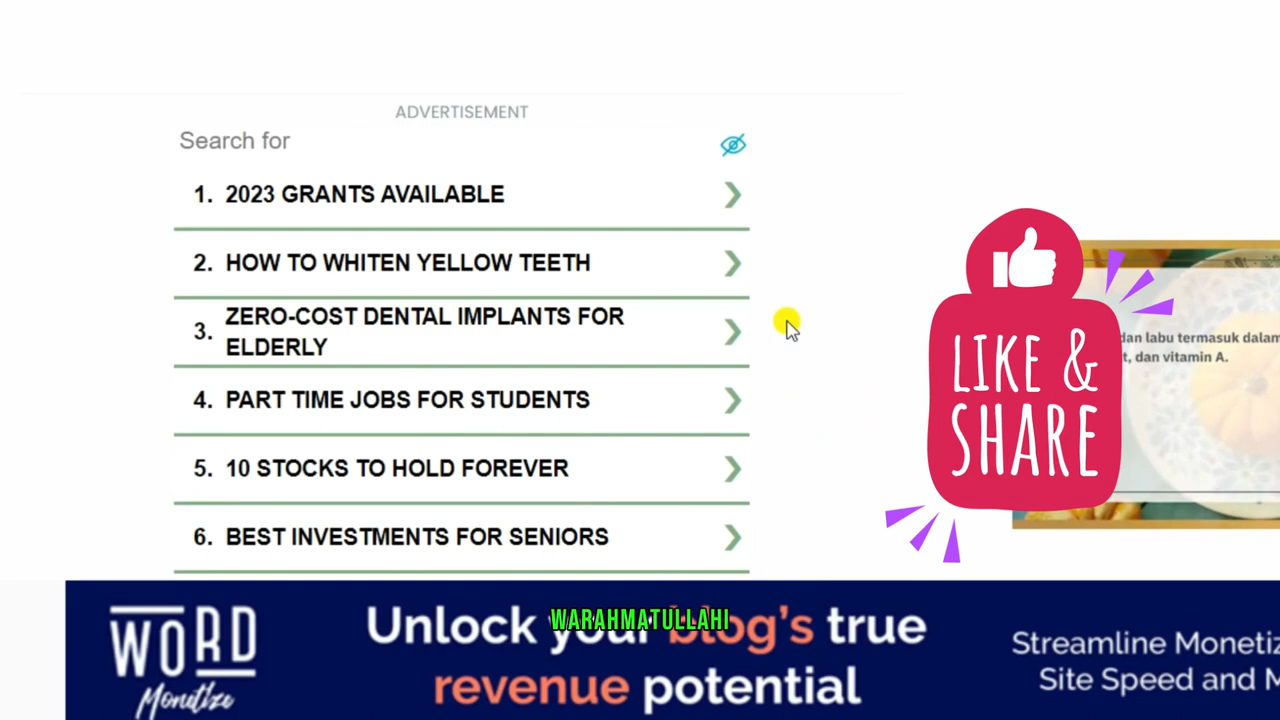 ADVERTISEMENT
Search for
1. 2023 GRANTS AVAILABLE
2. HOW TO WHITEN YELLOW TEETH
3. ZERO-COST DENTAL IMPLANTS FOR
ELDERLY
4. PART TIME JOBS FOR STUDENTS
5. 10 STOCKS TO HOLD FOREVER
6. BEST INVESTMENTS FOR SENIORS
LIKE &
SHARE
dan labu termasuk dalam
t, dan vitamin A.
WORD
Monetize
Unlock your blog's true
revenue potential
WARAHMATULLAHI
Streamline Monetiz
Site Speed and M